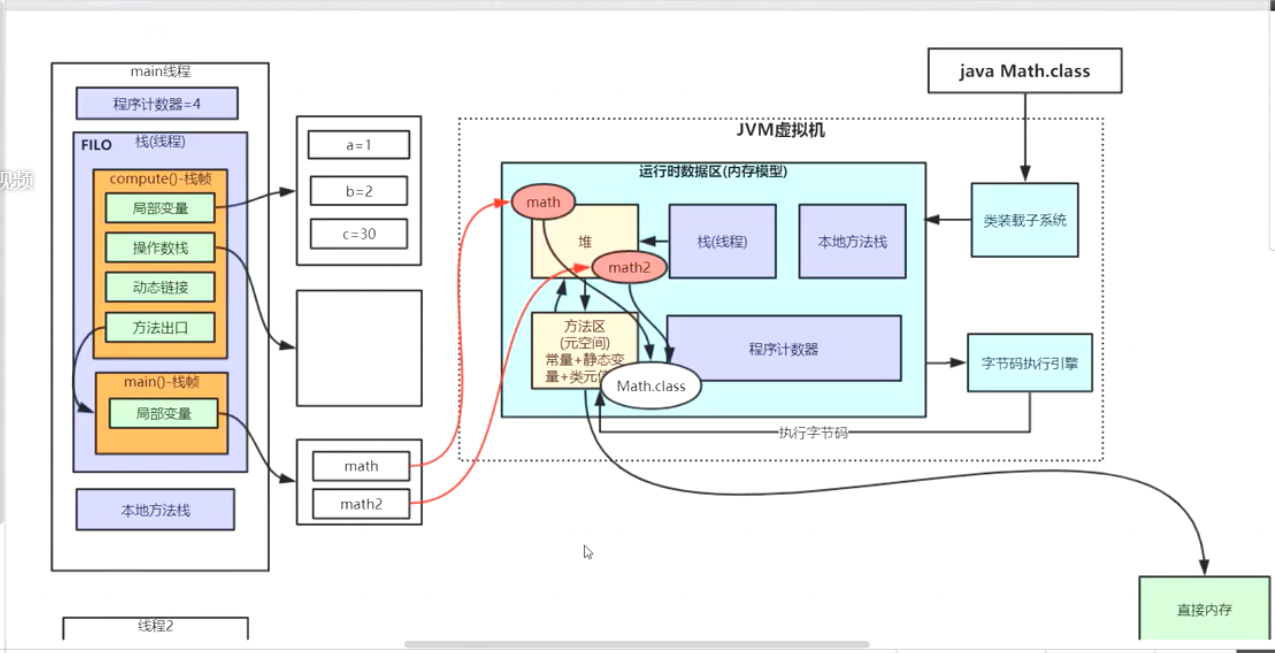 main线程
程序计数器=4
FILO
栈(线程)
compute()-栈帧
局部变量
操作数栈
动态链接
方法出口
main()-栈帧
局部变量
本地方法栈
线程2
视频
a=1
b=2
c=30
math
math2
java Math.class
JVM虚拟机
运行时数据区(内存模型)
math
堆
math2
栈(线程)
本地方法栈
类装载子系统
方法区
(元空间)
常量+静态变
量+类元信
Math.class
程序计数器
字节码执行引擎
执行字节码
直接内存